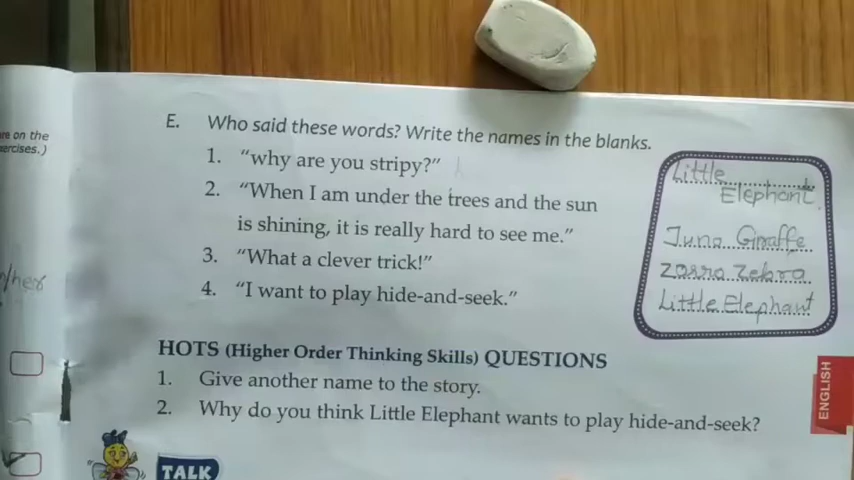 re on the
ercises.)
E. Who said these words? Write the names in the blanks.
1. “why are you stripy?”
Little
Elephant.
2. “When I am under the trees and the sun
is shining, it is really hard to see me.”
Juno Giraffe
3. “What a clever trick!”
Zarra Zebra
4. “I want to play hide-and-seek.”
Little Elephant
HOTS (Higher Order Thinking Skills) QUESTIONS
1. Give another name to the story.
2. Why do you think Little Elephant wants to play hide-and-seek?
ENGLISH
TALK